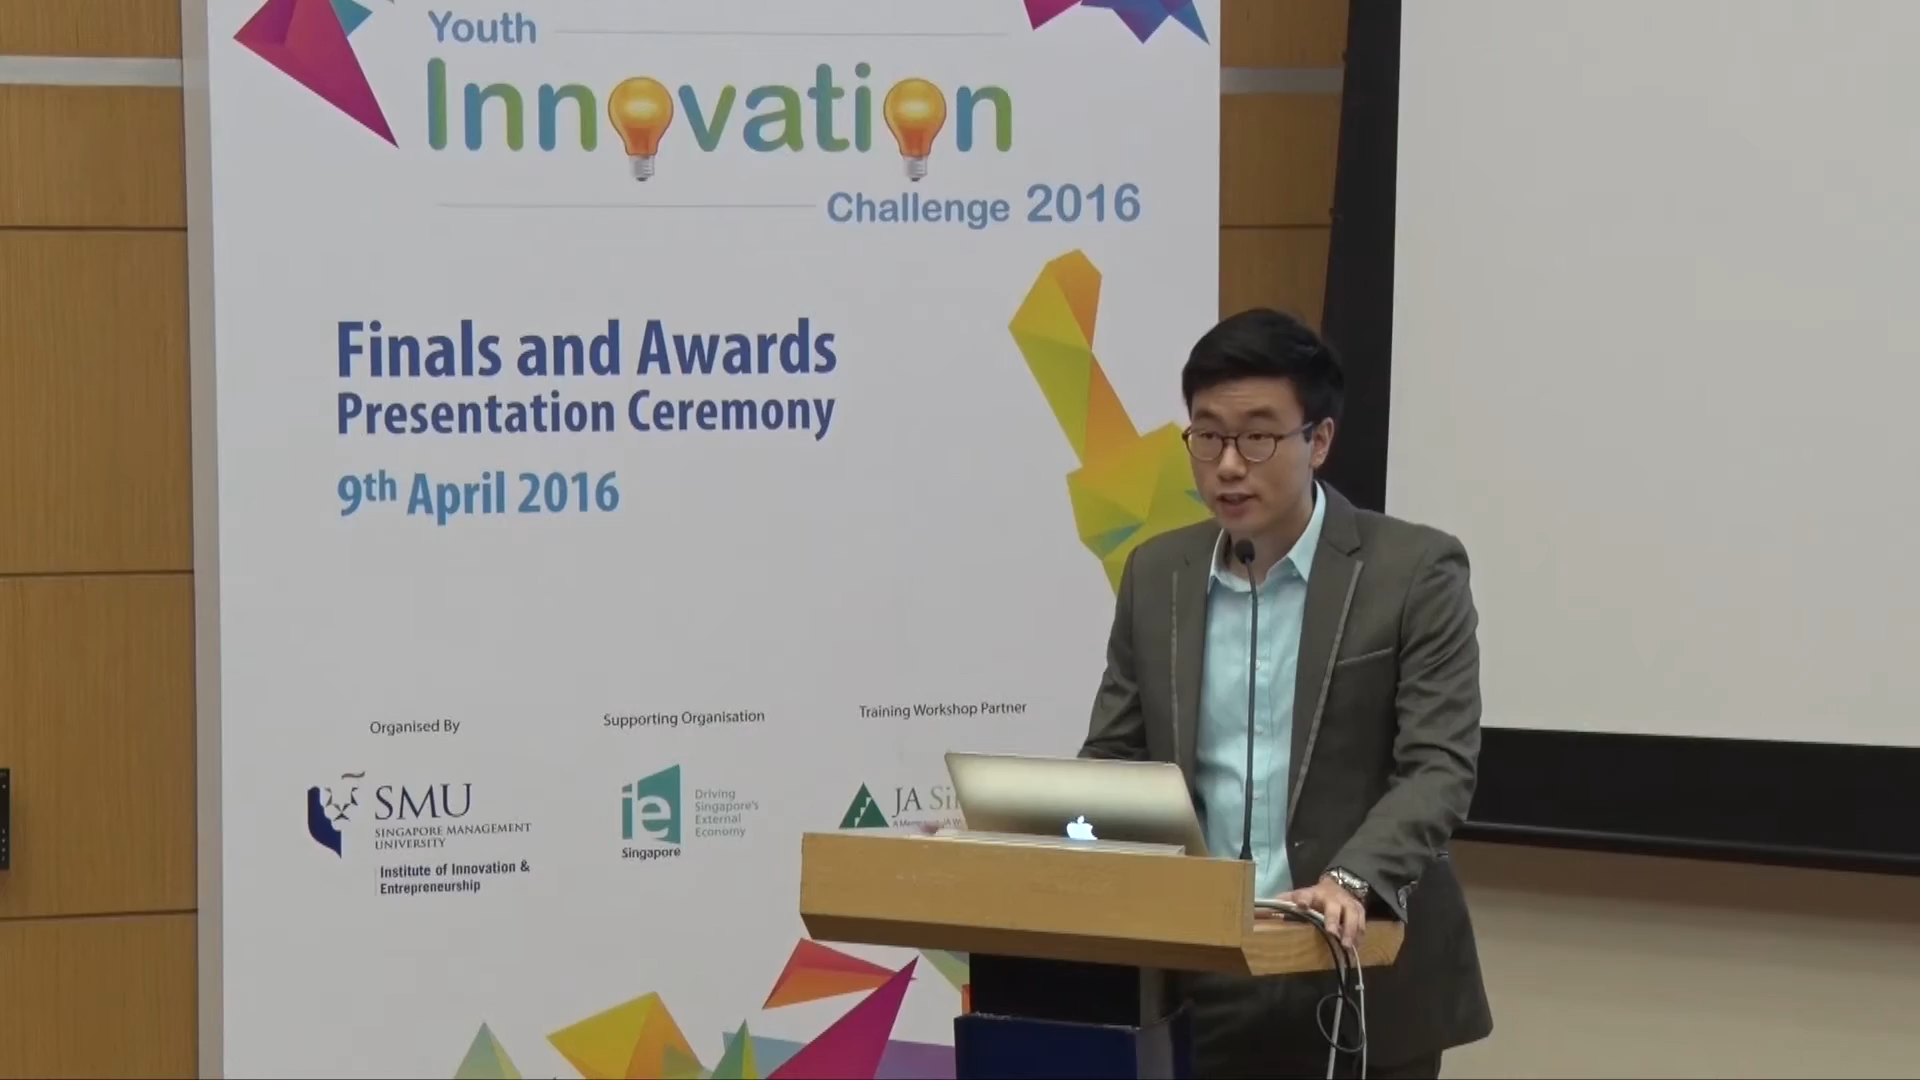 Youth
Innovation
Challenge 2016
Finals and Awards
Presentation Ceremony
9th April 2016
Organised By
Supporting Organisation
Training Workshop Partner
SMU
SINGAPORE MANAGEMENT
UNIVERSITY
Institute of Innovation &
Entrepreneurship
ie
Singapore
Driving
Singapore's
External
Economy
JA